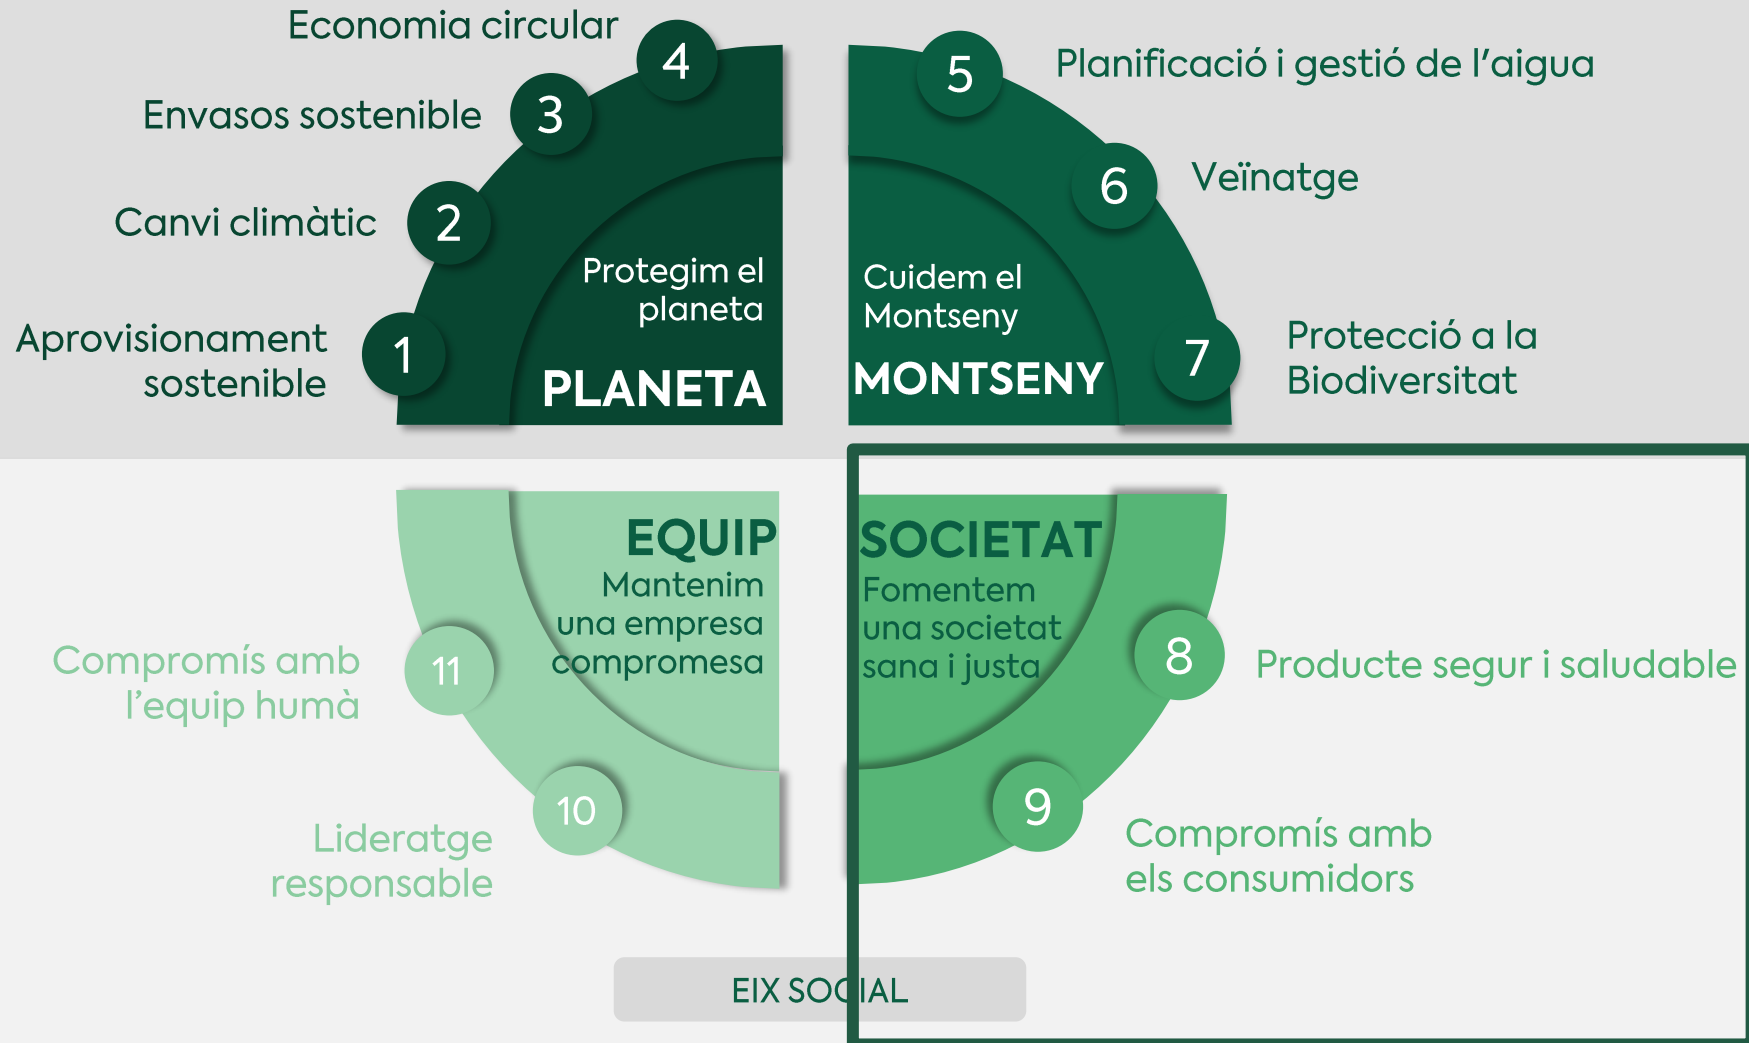 Economia circular
4
Envasos sostenible
3
Canvi climàtic
2
Aprovisionament
sostenible
1
Protegim el
planeta
PLANETA
5
Planificació i gestió de l'aigua
6
Veïnatge
7
Protecció a la
Biodiversitat
Cuidem el
Montseny
MONTSENY
EQUIP
Mantenim
una empresa
compromesa
11
Compromís amb
l’equip humà
10
Lideratge
responsable
SOCIETAT
Fomentem
una societat
sana i justa
8
Producte segur i saludable
9
Compromís amb
els consumidors
EIX SOCIAL